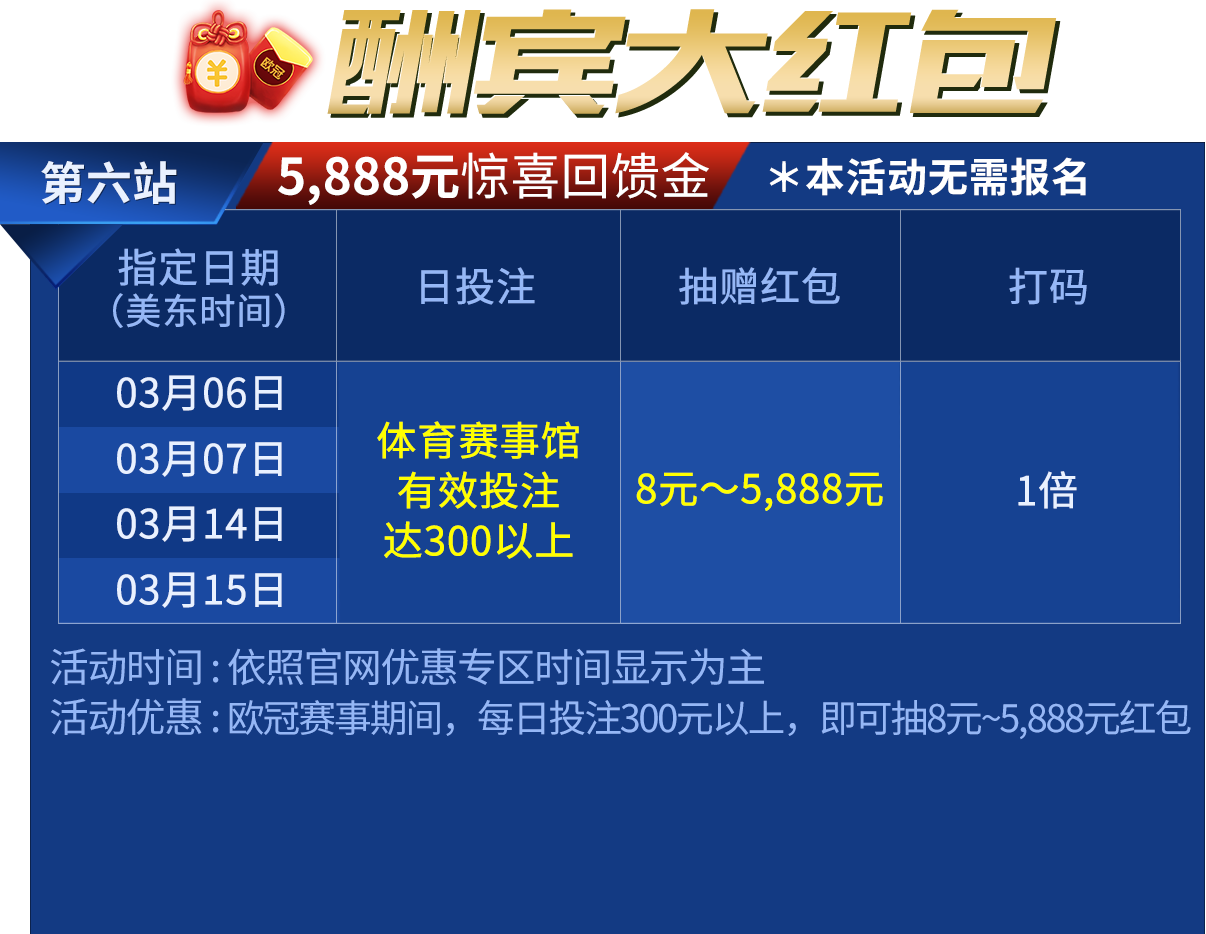 酬宾大红包
¥
欧冠
第六站
5,888元惊喜回馈金
＊本活动无需报名
指定日期
（美东时间）
日投注
抽赠红包
打码
03月06日
03月07日
03月14日
03月15日
体育赛事馆
有效投注
达300以上
8元～5,888元
1倍
活动时间 : 依照官网优惠专区时间显示为主
活动优惠 : 欧冠赛事期间，每日投注300元以上，即可抽8元~5,888元红包